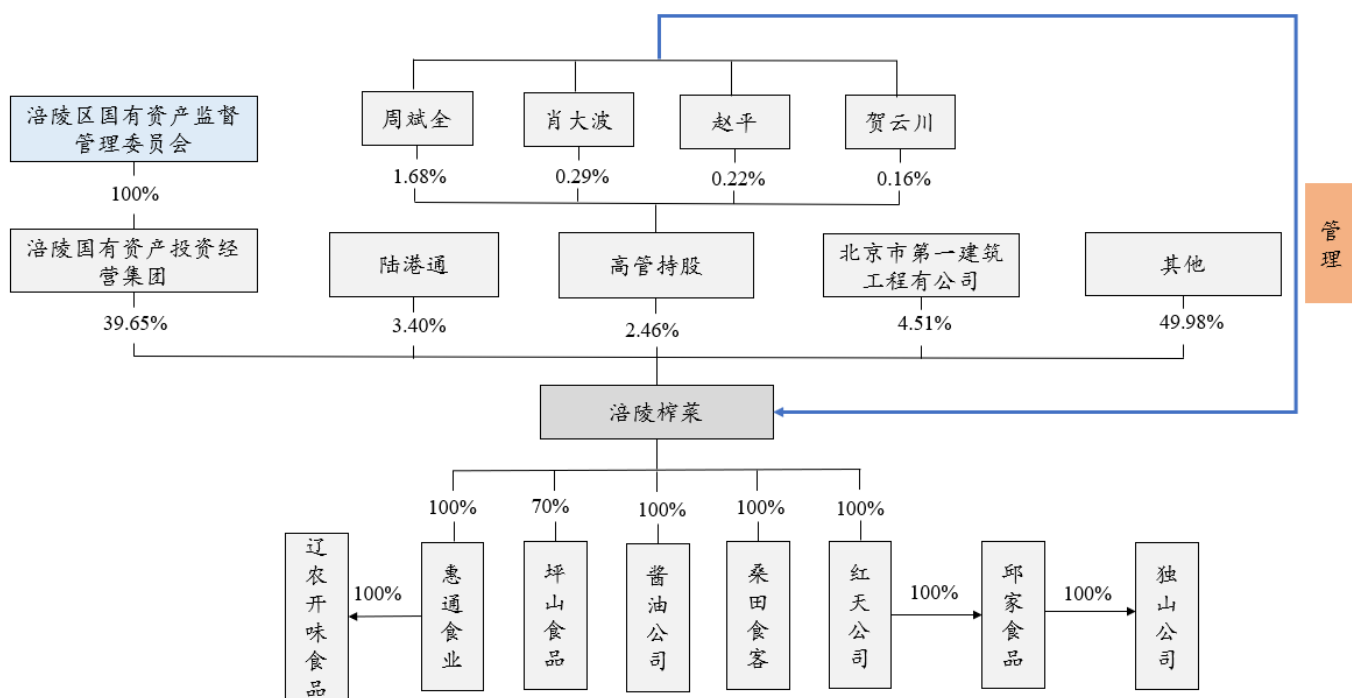 周斌全
肖大波
赵平
贺云川
涪陵区国有资产监督
管理委员会
1.68%
0.29%
0.22%
0.16%
100%
管理
涪陵国有资产投资经
营集团
陆港通
高管持股
北京市第一建筑
工程有公司
其他
39.65%
3.40%
2.46%
4.51%
49.98%
涪陵榨菜
100%
70%
100%
100%
100%
辽农开味食品
100%
惠通食业
坪山食品
酱油公司
桑田食客
红天公司
100%
邱家食品
100%
独山公司